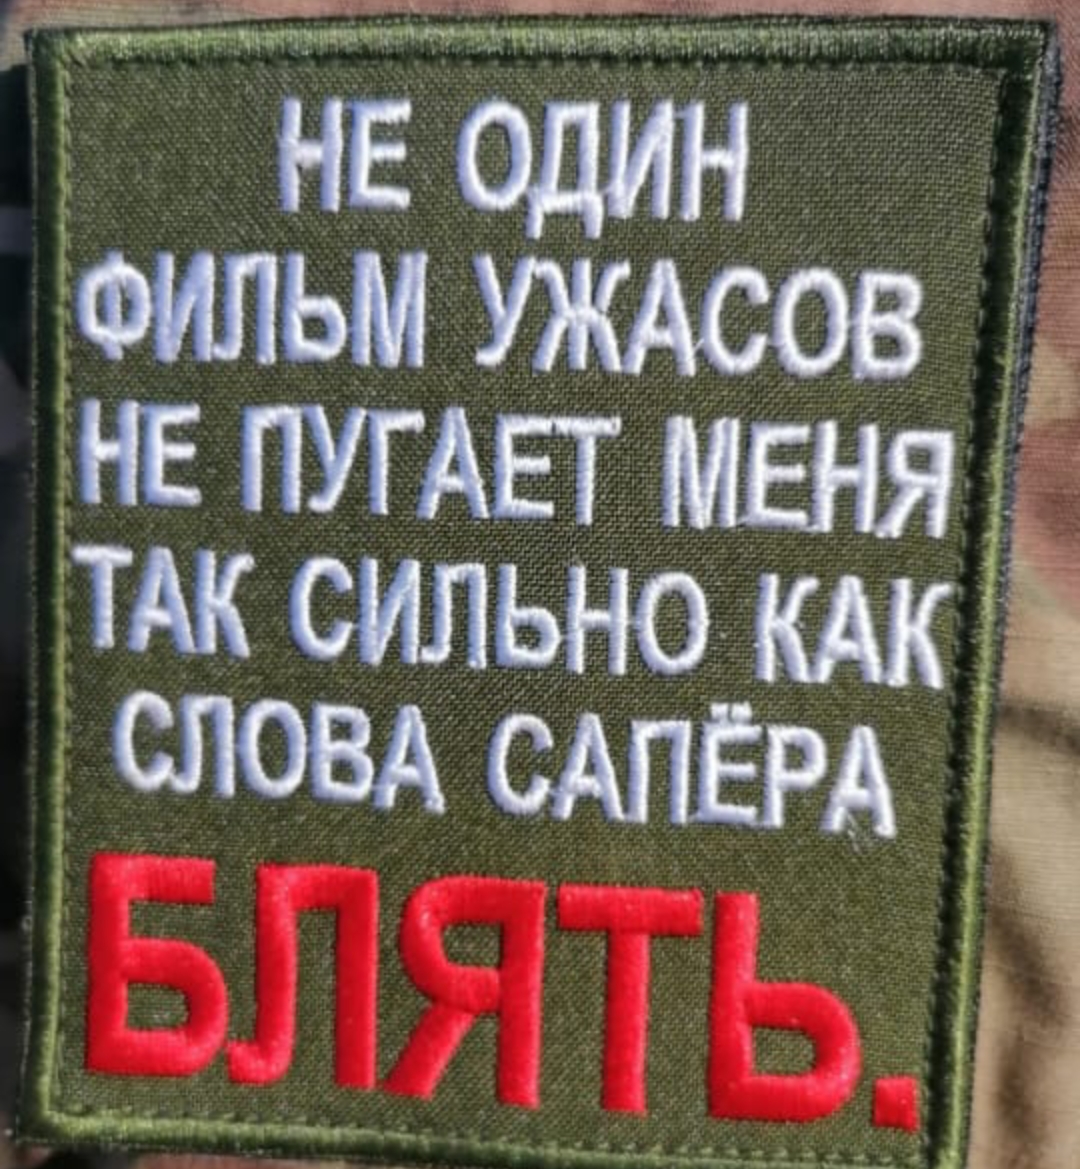 НЕ ОДИН
ФИЛЬМ УЖАСОВ
НЕ ПУГАЕТ МЕНЯ
ТАК СИЛЬНО КАК
СЛОВА САПЁРА
БЛЯТЬ.